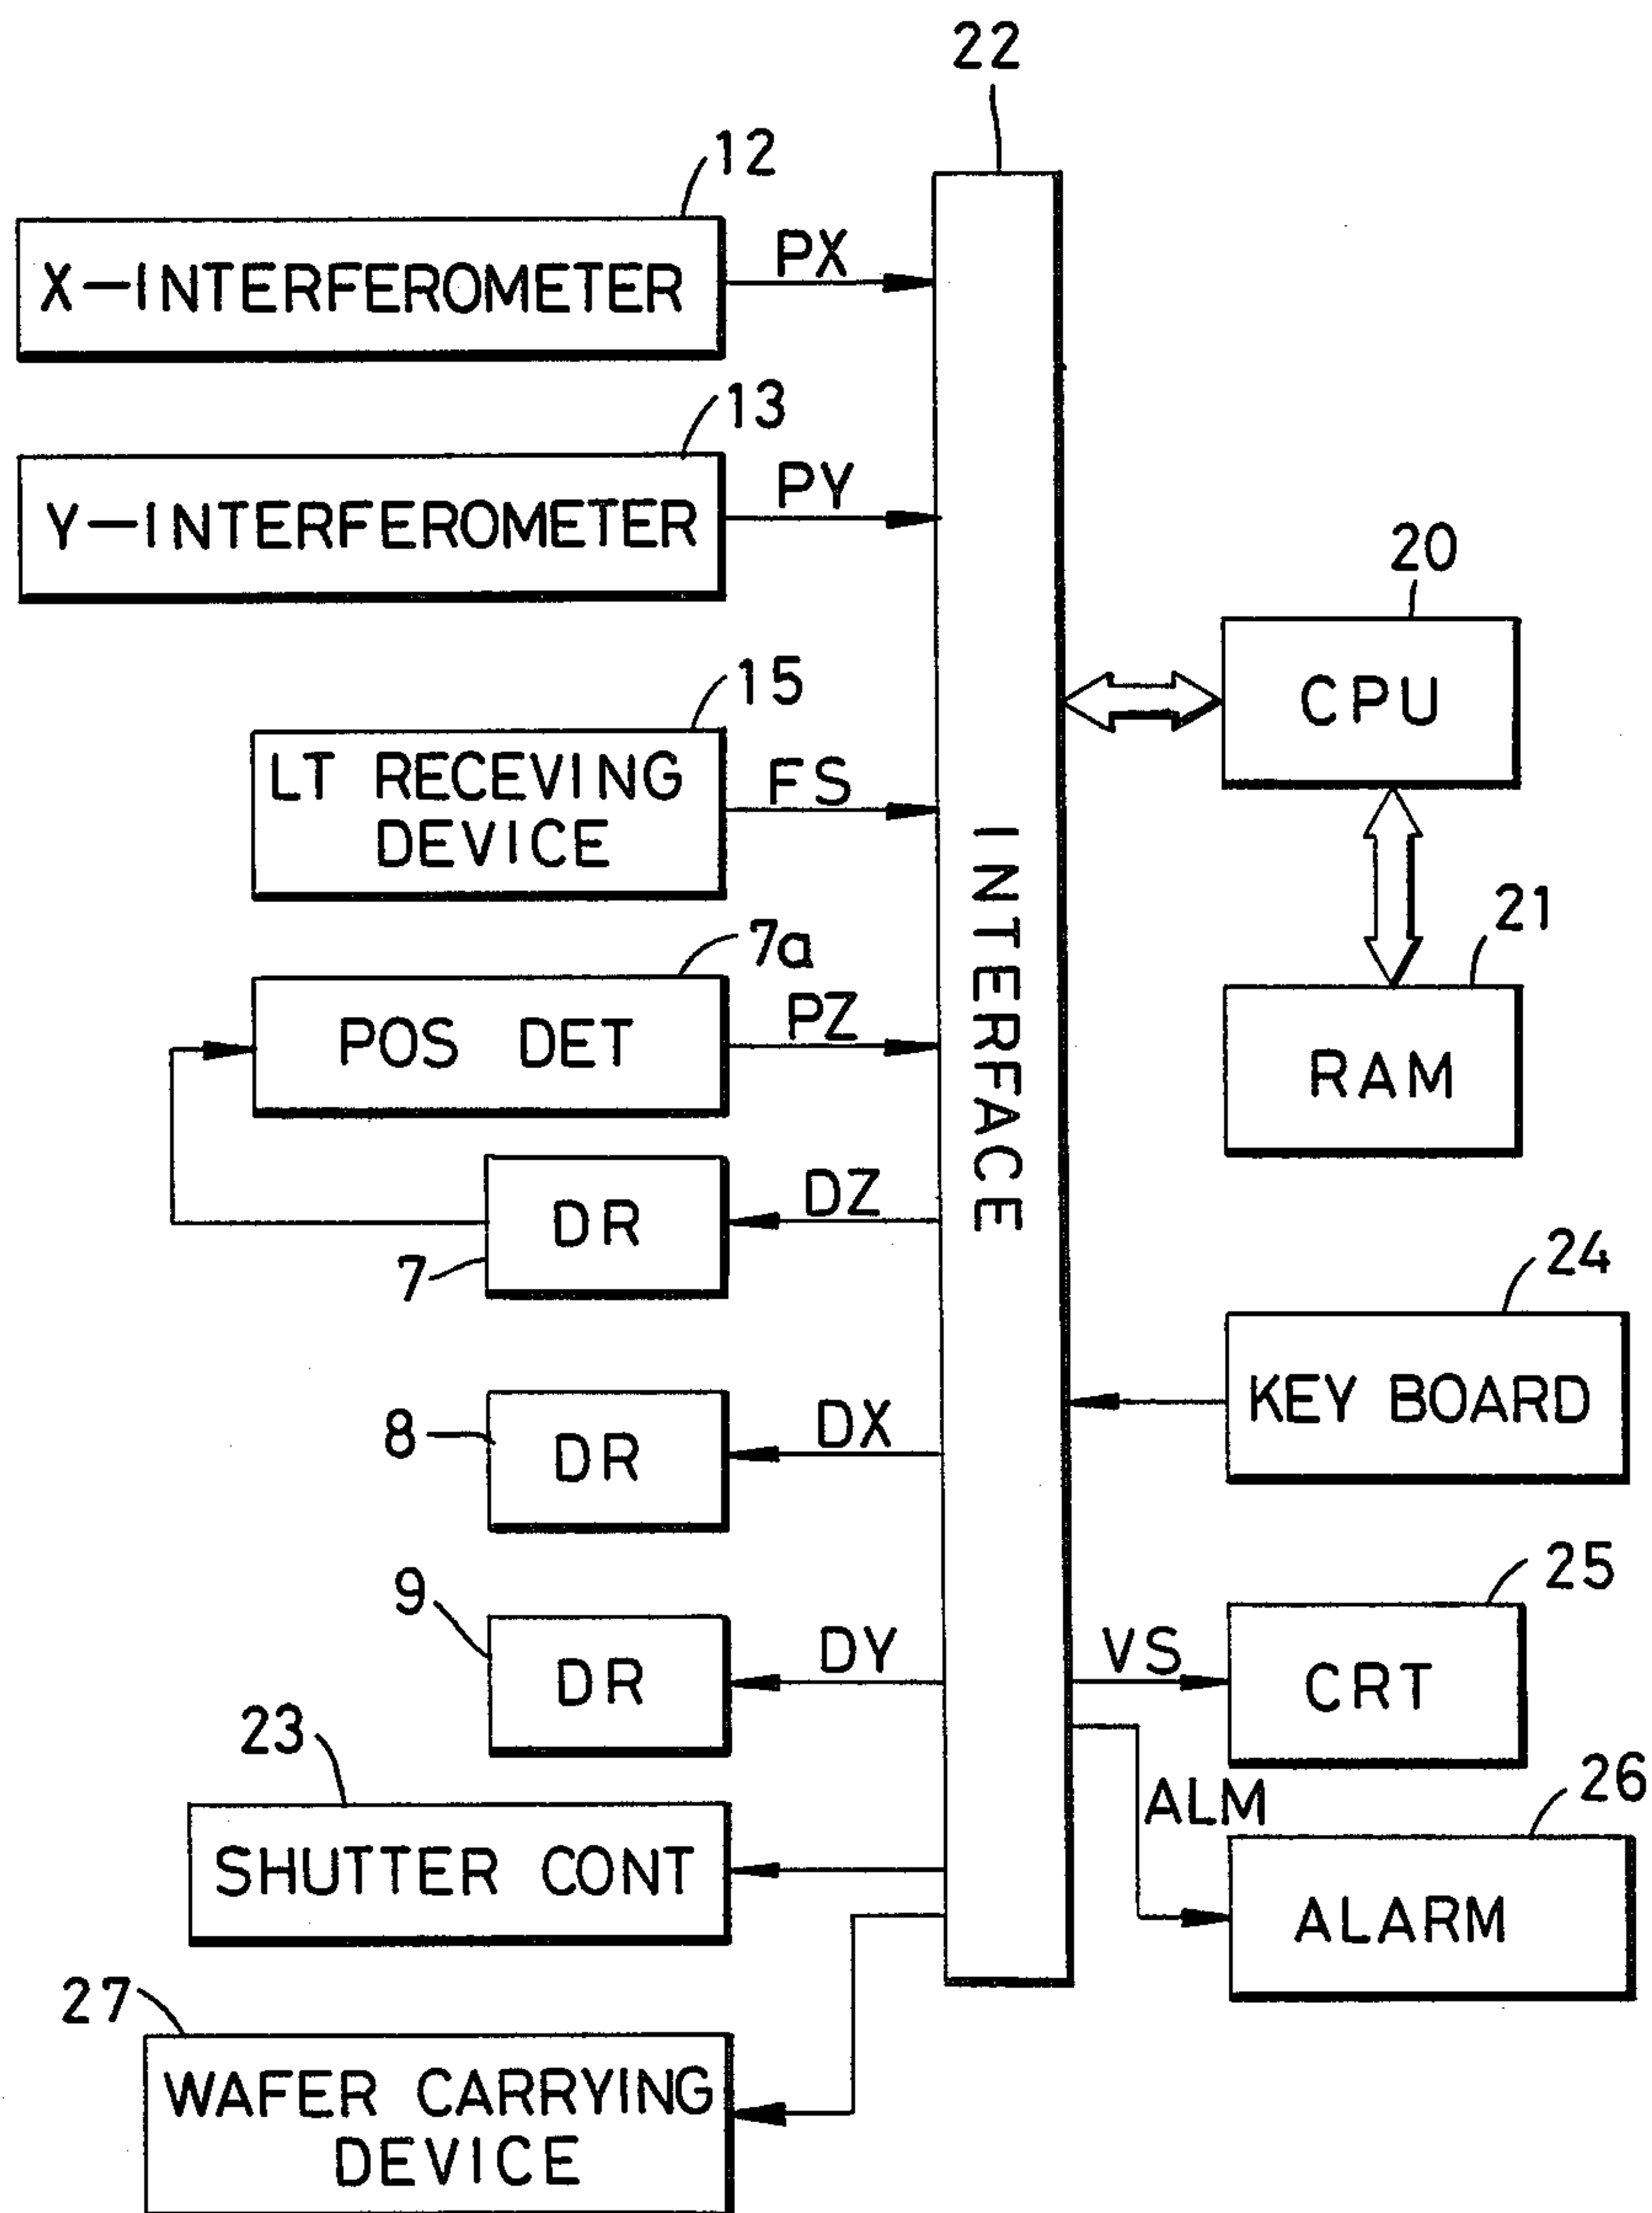 22
12
X-INTERFEROMETER
PX
13
Y-INTERFEROMETER
PY
15
LT RECEVING
DEVICE
FS
7a
POS DET
PZ
DR
7
DZ
8
DR
DX
9
DR
DY
23
SHUTTER CONT
27
WAFER CARRYING
DEVICE
INTERFACE
20
CPU
21
RAM
24
KEY BOARD
25
VS
CRT
26
ALM
ALARM